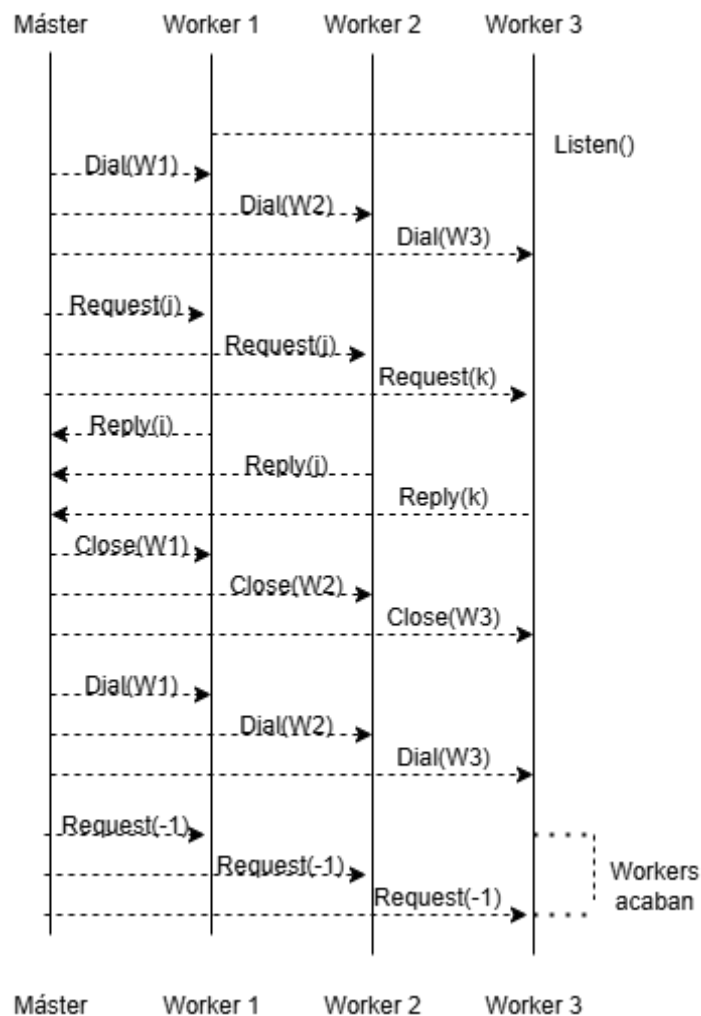 Máster Worker 1 Worker 2 Worker 3
Listen()
Dial(W1)
Dial(W2)
Dial(W3)
Request(i)
Request(j)
Request(k)
Reply(i)
Reply(j)
Reply(k)
Close(W1)
Close(W2)
Close(W3)
Dial(W1)
Dial(W2)
Dial(W3)
Request(-1)
Request(-1)
Request(-1)
Workers
acaban
Máster Worker 1 Worker 2 Worker 3